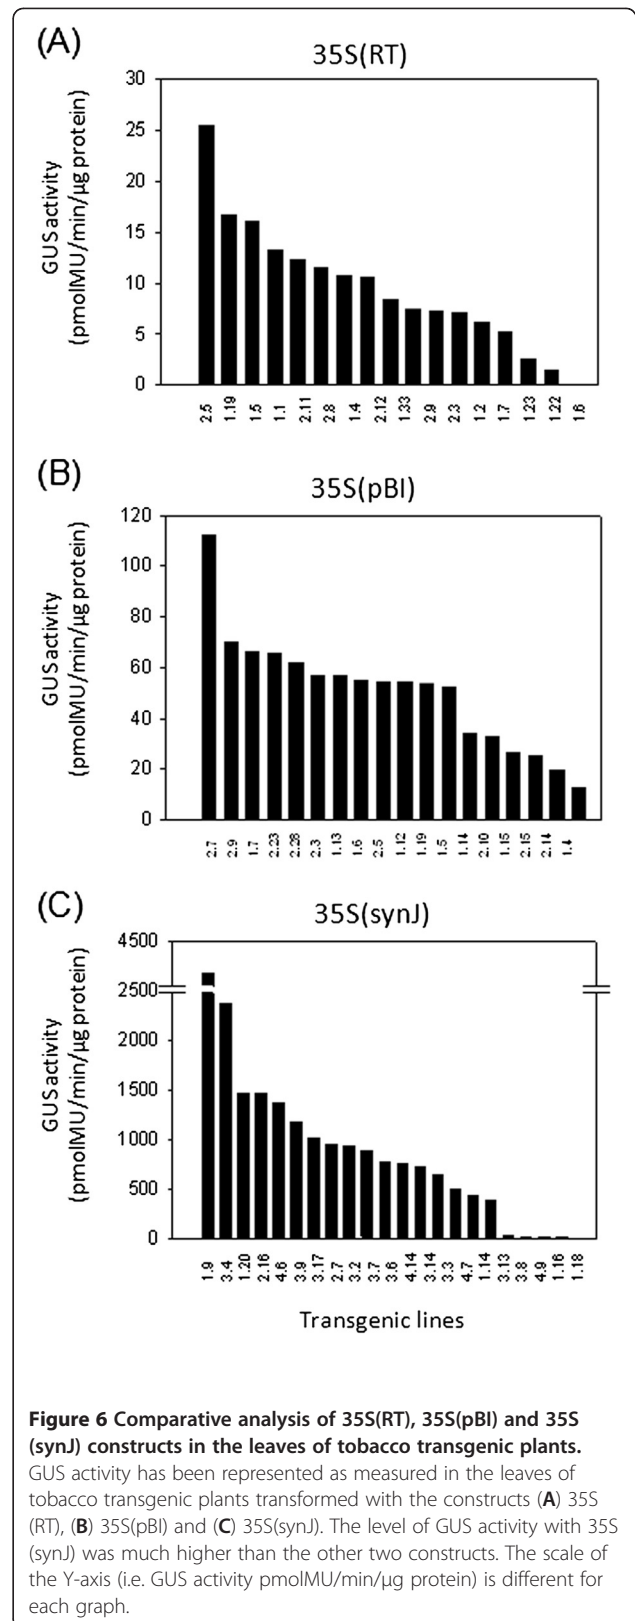 (A)
35S(RT)
GUS activity
(pmolMU/min/µg protein)
30
25
20
15
10
5
0
2.5 1.19 1.5 1.1 2.11 2.8 1.4 2.12 1.33 2.9 2.3 1.2 1.7 1.23 1.22 1.6
(B)
35S(pBI)
GUS activity
(pmolMU/min/µg protein)
120
100
80
60
40
20
0
2.7 2.9 1.7 2.23 2.28 2.3 1.13 1.6 2.5 1.12 1.19 1.5 1.14 2.10 1.15 2.15 2.14 1.4
(C)
35S(synJ)
GUS activity
(pmolMU/min/µg protein)
4500
2500
2000
1500
1000
500
0
1.9 3.4 1.20 2.16 4.6 3.9 3.17 2.7 3.2 3.7 3.6 4.14 3.14 3.3 4.7 1.14 3.13 3.8 4.9 1.16 1.18
Transgenic lines
Figure 6 Comparative analysis of 35S(RT), 35S(pBI) and 35S
(synJ) constructs in the leaves of tobacco transgenic plants.
GUS activity has been represented as measured in the leaves of
tobacco transgenic plants transformed with the constructs (A) 35S
(RT), (B) 35S(pBI) and (C) 35S(synJ). The level of GUS activity with 35S
(synJ) was much higher than the other two constructs. The scale of
the Y-axis (i.e. GUS activity pmolMU/min/µg protein) is different for
each graph.